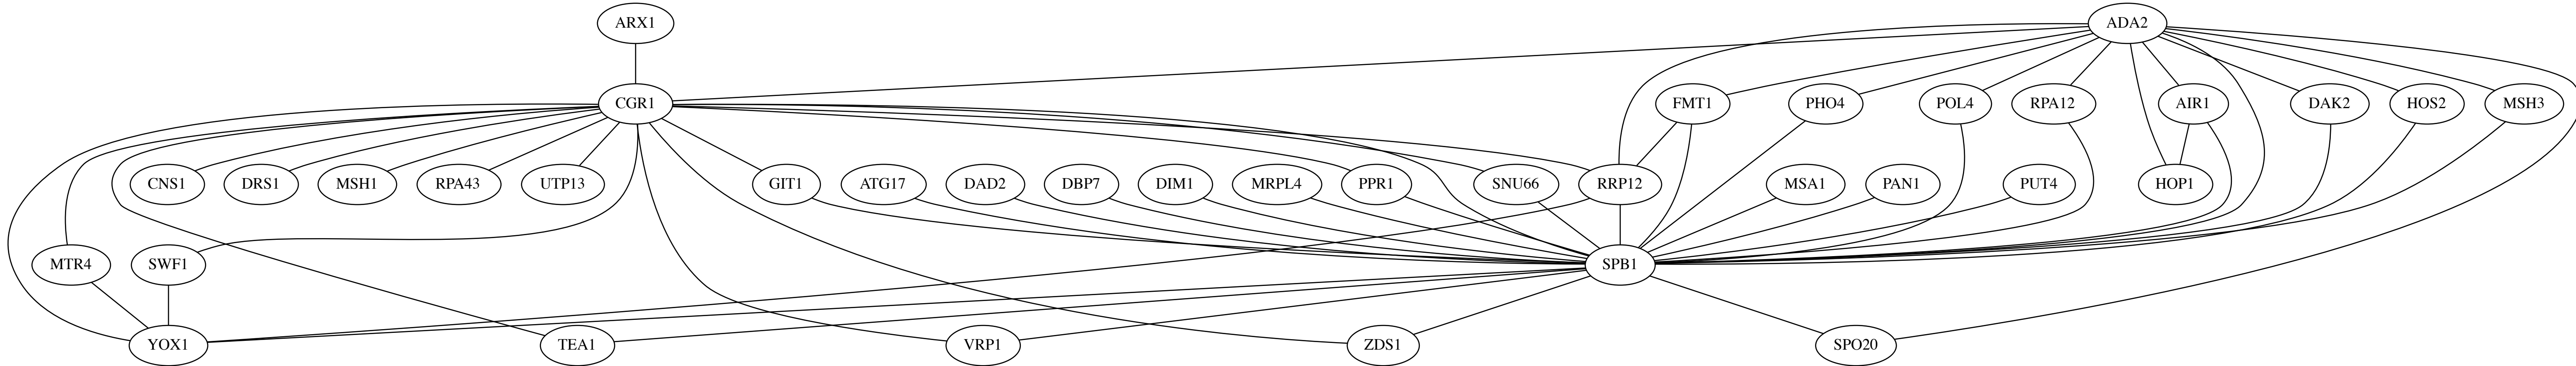 ARX1
ADA2
CGR1
FMT1
PHO4
POL4
RPA12
AIR1
DAK2
HOS2
MSH3
CNS1
DRS1
MSH1
RPA43
UTP13
GIT1
ATG17
DAD2
DBP7
DIM1
MRPL4
PPR1
SNU66
RRP12
MSA1
PAN1
PUT4
HOP1
MTR4
SWF1
SPB1
YOX1
TEA1
VRP1
ZDS1
SPO20